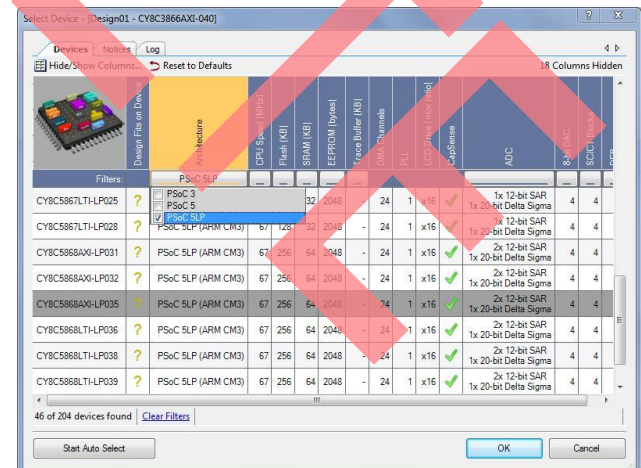 Select Device - [Design01 - CY8C3866AXI-040]
Devices Notices Log
Hide/Show Columns... Reset to Defaults 18 Columns Hidden
Design Fits on Device Architecture CPU Speed [MHz] Flash [KB] SRAM [KB] EEPROM [bytes] Trace Buffer [KB] DMA Channels PLL LCD Drive [mux ratio] CapSense ADC 8-bit DAC SC/CT Blocks
Filters: PSoC 5LP
PSoC 3
PSoC 5
PSoC 5LP
CY8C5867LTI-LP025 ? 32 2048 - 24 1 x16 1x 12-bit SAR 4 4
1x 20-bit Delta Sigma
CY8C5867LTI-LP028 ? PSoC 5LP (ARM CM3) 67 128 32 2048 - 24 1 x16 1x 12-bit SAR 4 4
1x 20-bit Delta Sigma
CY8C5868AXI-LP031 ? PSoC 5LP (ARM CM3) 67 256 64 2048 - 24 1 x16 2x 12-bit SAR 4 4
1x 20-bit Delta Sigma
CY8C5868AXI-LP032 ? PSoC 5LP (ARM CM3) 67 256 64 2048 - 24 1 x16 2x 12-bit SAR 4 4
1x 20-bit Delta Sigma
CY8C5868AXI-LP035 ? PSoC 5LP (ARM CM3) 67 256 64 2048 - 24 1 x16 2x 12-bit SAR 4 4
1x 20-bit Delta Sigma
CY8C5868LTI-LP036 ? PSoC 5LP (ARM CM3) 67 256 64 2048 - 24 1 x16 2x 12-bit SAR 4 4
1x 20-bit Delta Sigma
CY8C5868LTI-LP038 ? PSoC 5LP (ARM CM3) 67 256 64 2048 - 24 1 x16 2x 12-bit SAR 4 4
1x 20-bit Delta Sigma
CY8C5868LTI-LP039 ? PSoC 5LP (ARM CM3) 67 256 64 2048 - 24 1 x16 2x 12-bit SAR 4 4
1x 20-bit Delta Sigma
46 of 204 devices found Clear Filters
Start Auto Select OK Cancel